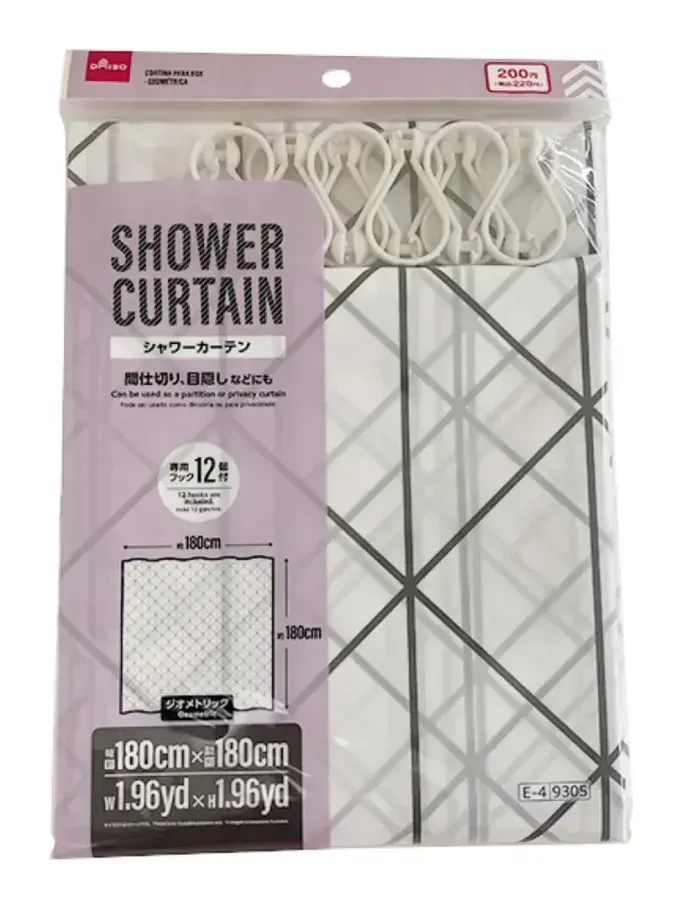 DAISO
CORTINA PARA BOX
- GEOMÉTRICA
200円
(税込220円)
SHOWER
CURTAIN
シャワーカーテン
間仕切り、目隠しなどにも
Can be used as a partition or privacy curtain
Pode ser usado como divisória ou para privacidade
専用
フック12個付
12 hooks are
included.
約180cm
約180cm
ジオメトリック
Geometric
幅約180cm×高さ約180cm
W1.96yd×H1.96yd
E-4 9305